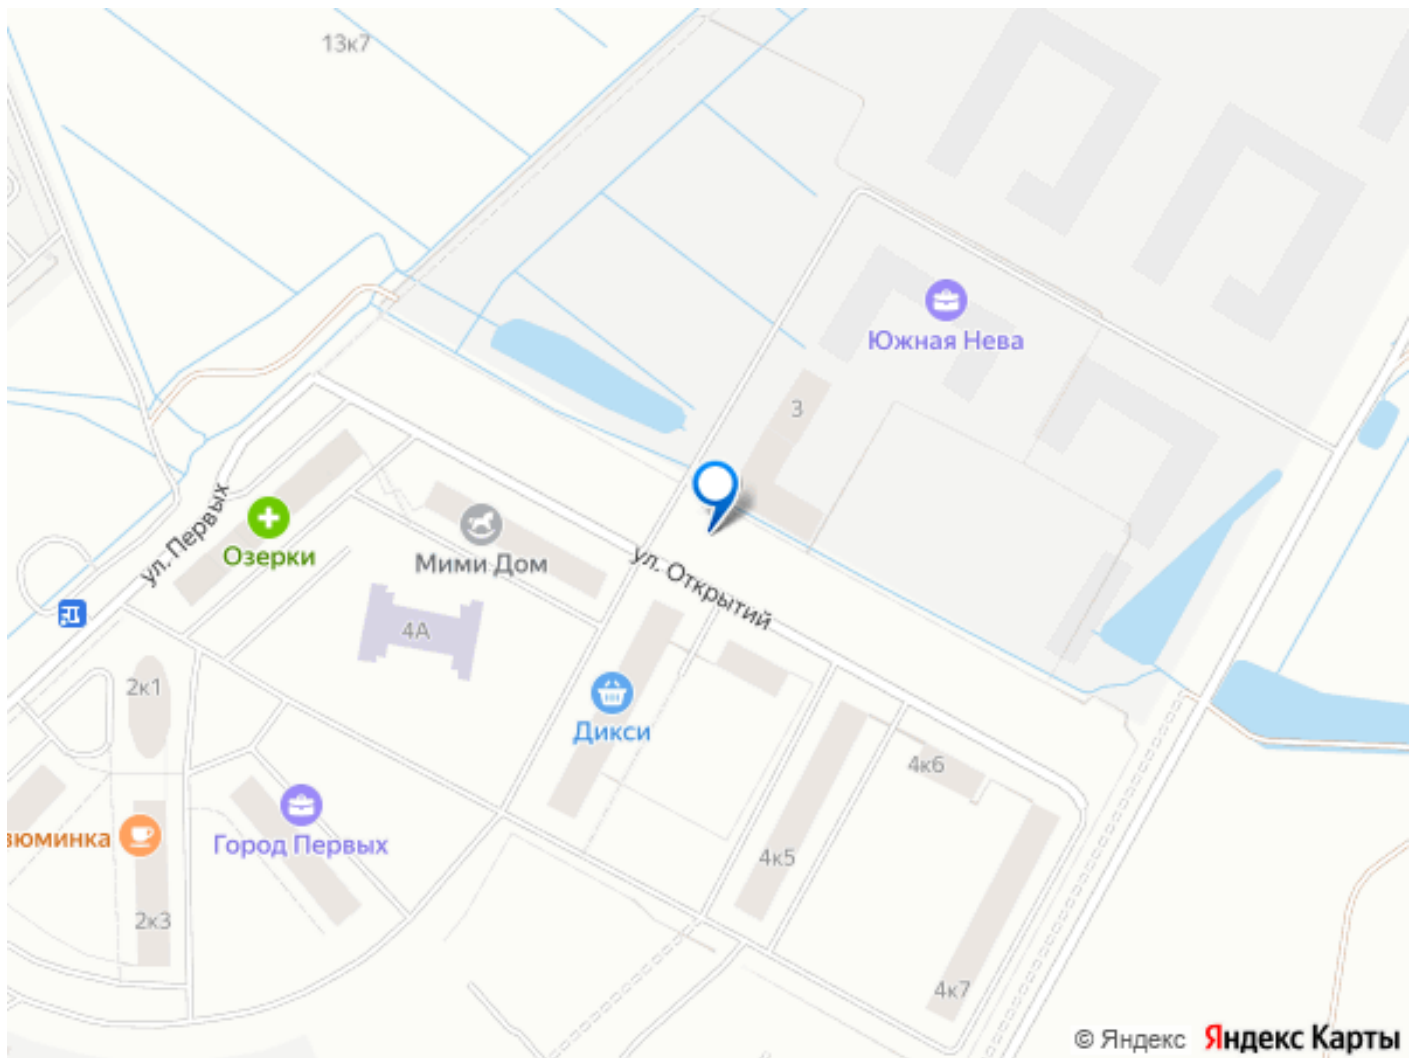 13к7
Южная Нева
3
ул. Первых
Озерки
Мими Дом
ул. Открытий
4А
2к1
Дикси
4к6
зюминка
Город Первых
4к5
2к3
4к7
© Яндекс Яндекс Карты